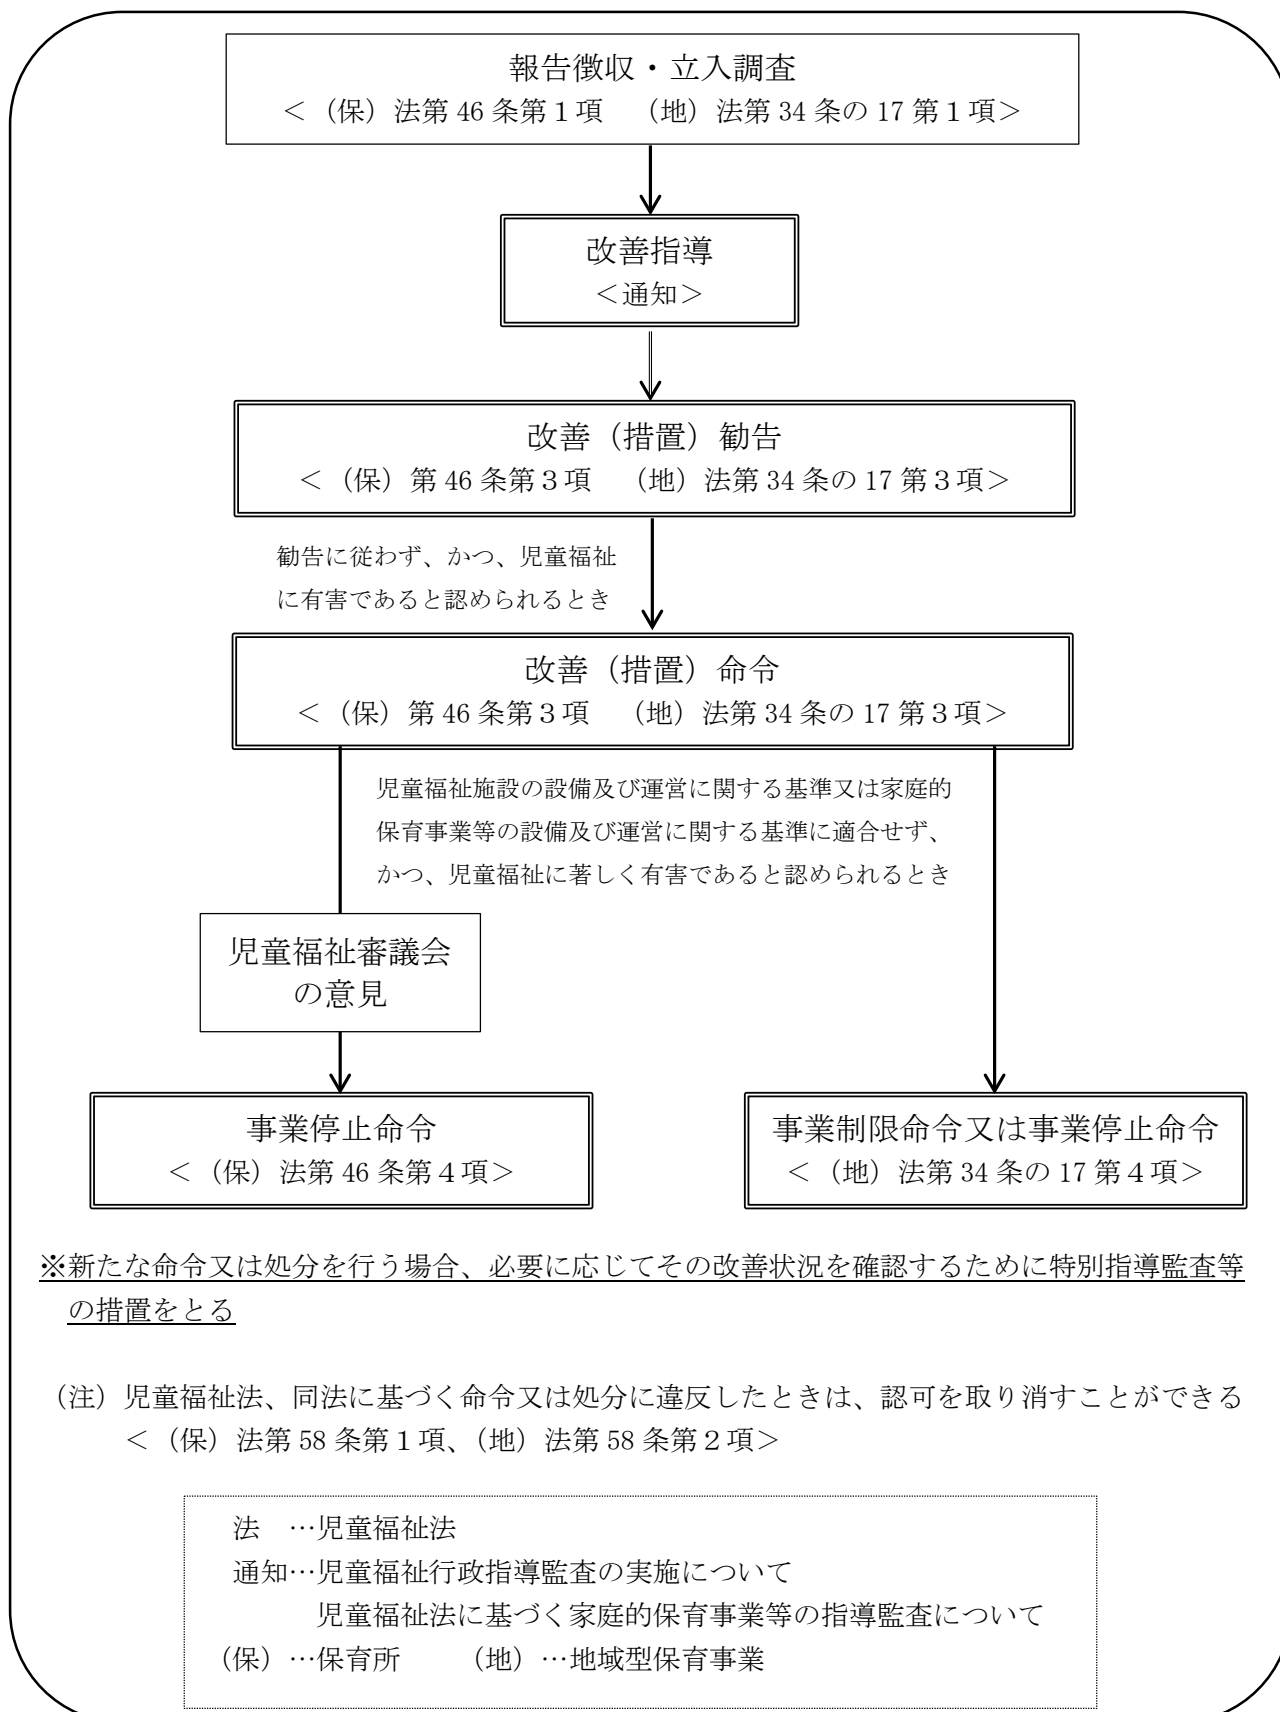 報告徴収・立入調査
＜（保）法第 46 条第１項　（地）法第 34 条の 17 第１項＞
改善指導
＜通知＞
改善（措置）勧告
＜（保）第 46 条第３項　（地）法第 34 条の 17 第３項＞
勧告に従わず、かつ、児童福祉
に有害であると認められるとき
改善（措置）命令
＜（保）第 46 条第３項　（地）法第 34 条の 17 第３項＞
児童福祉施設の設備及び運営に関する基準又は家庭的
保育事業等の設備及び運営に関する基準に適合せず、
かつ、児童福祉に著しく有害であると認められるとき
児童福祉審議会
の意見
事業停止命令
＜（保）法第 46 条第４項＞
事業制限命令又は事業停止命令
＜（地）法第 34 条の 17 第４項＞
※新たな命令又は処分を行う場合、必要に応じてその改善状況を確認するために特別指導監査等
の措置をとる
（注）児童福祉法、同法に基づく命令又は処分に違反したときは、認可を取り消すことができる
＜（保）法第 58 条第１項、（地）法第 58 条第２項＞
法　…児童福祉法
通知…児童福祉行政指導監査の実施について
児童福祉法に基づく家庭的保育事業等の指導監査について
（保）…保育所　　（地）…地域型保育事業